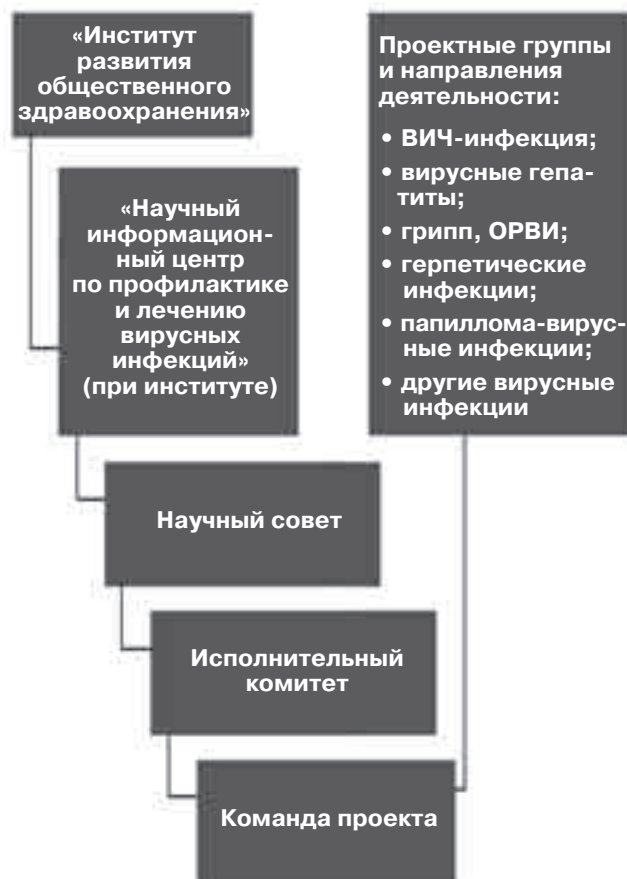 «Институт
развития
общественного
здравоохранения»
«Научный
информацион-
ный центр
по профилактике
и лечению
вирусных
инфекций»
(при институте)
Научный совет
Исполнительный
комитет
Команда проекта
Проектные группы
и направления
деятельности:
• ВИЧ-инфекция;
• вирусные гепа-
титы;
• грипп, ОРВИ;
• герпетические
инфекции;
• папиллома-вирус-
ные инфекции;
• другие вирусные
инфекции